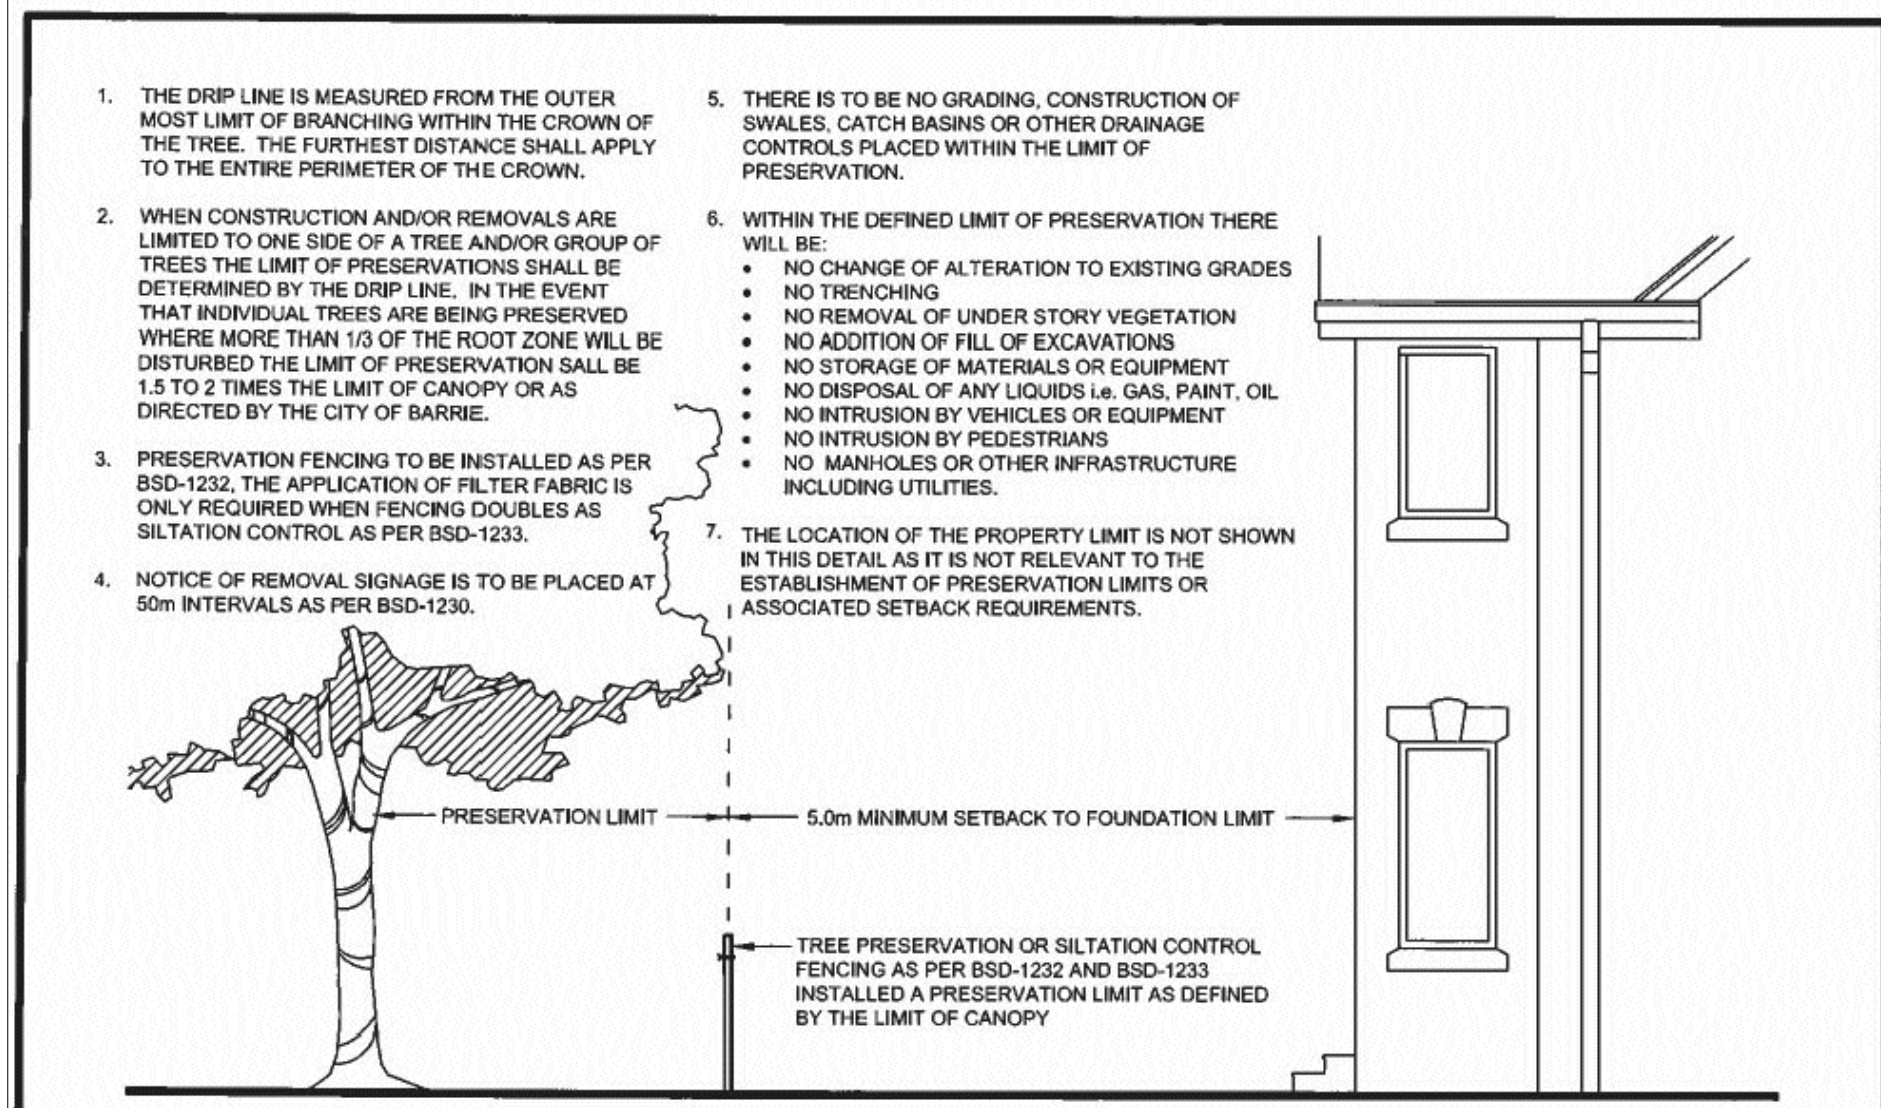 1. THE DRIP LINE IS MEASURED FROM THE OUTER
MOST LIMIT OF BRANCHING WITHIN THE CROWN OF
THE TREE. THE FURTHEST DISTANCE SHALL APPLY
TO THE ENTIRE PERIMETER OF THE CROWN.
2. WHEN CONSTRUCTION AND/OR REMOVALS ARE
LIMITED TO ONE SIDE OF A TREE AND/OR GROUP OF
TREES THE LIMIT OF PRESERVATIONS SHALL BE
DETERMINED BY THE DRIP LINE. IN THE EVENT
THAT INDIVIDUAL TREES ARE BEING PRESERVED
WHERE MORE THAN 1/3 OF THE ROOT ZONE WILL BE
DISTURBED THE LIMIT OF PRESERVATION SALL BE
1.5 TO 2 TIMES THE LIMIT OF CANOPY OR AS
DIRECTED BY THE CITY OF BARRIE.
3. PRESERVATION FENCING TO BE INSTALLED AS PER
BSD-1232, THE APPLICATION OF FILTER FABRIC IS
ONLY REQUIRED WHEN FENCING DOUBLES AS
SILTATION CONTROL AS PER BSD-1233.
4. NOTICE OF REMOVAL SIGNAGE IS TO BE PLACED AT
50m INTERVALS AS PER BSD-1230.
5. THERE IS TO BE NO GRADING, CONSTRUCTION OF
SWALES, CATCH BASINS OR OTHER DRAINAGE
CONTROLS PLACED WITHIN THE LIMIT OF
PRESERVATION.
6. WITHIN THE DEFINED LIMIT OF PRESERVATION THERE
WILL BE:
• NO CHANGE OF ALTERATION TO EXISTING GRADES
• NO TRENCHING
• NO REMOVAL OF UNDER STORY VEGETATION
• NO ADDITION OF FILL OF EXCAVATIONS
• NO STORAGE OF MATERIALS OR EQUIPMENT
• NO DISPOSAL OF ANY LIQUIDS i.e. GAS, PAINT, OIL
• NO INTRUSION BY VEHICLES OR EQUIPMENT
• NO INTRUSION BY PEDESTRIANS
• NO MANHOLES OR OTHER INFRASTRUCTURE
INCLUDING UTILITIES.
7. THE LOCATION OF THE PROPERTY LIMIT IS NOT SHOWN
IN THIS DETAIL AS IT IS NOT RELEVANT TO THE
ESTABLISHMENT OF PRESERVATION LIMITS OR
ASSOCIATED SETBACK REQUIREMENTS.
PRESERVATION LIMIT
5.0m MINIMUM SETBACK TO FOUNDATION LIMIT
TREE PRESERVATION OR SILTATION CONTROL
FENCING AS PER BSD-1232 AND BSD-1233
INSTALLED A PRESERVATION LIMIT AS DEFINED
BY THE LIMIT OF CANOPY